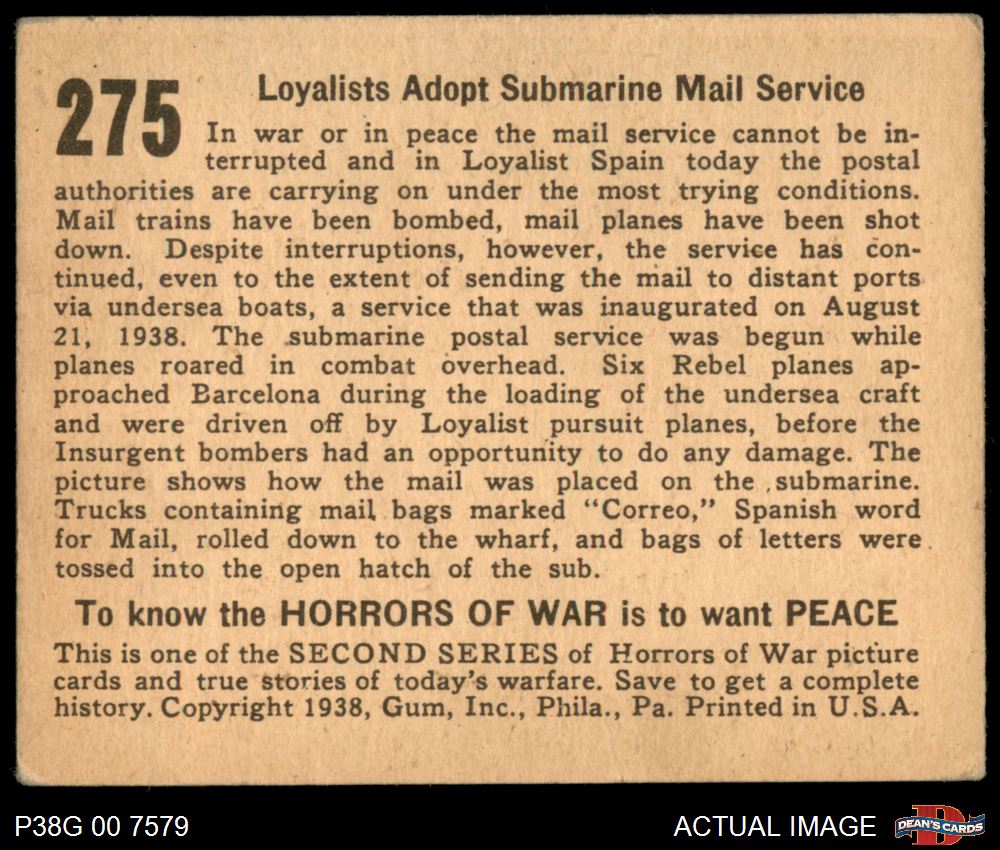 275
Loyalists Adopt Submarine Mail Service
In war or in peace the mail service cannot be in-
terrupted and in Loyalist Spain today the postal
authorities are carrying on under the most trying conditions.
Mail trains have been bombed, mail planes have been shot
down. Despite interruptions, however, the service has con-
tinued, even to the extent of sending the mail to distant ports
via undersea boats, a service that was inaugurated on August
21, 1938. The submarine postal service was begun while
planes roared in combat overhead. Six Rebel planes ap-
proached Barcelona during the loading of the undersea craft
and were driven off by Loyalist pursuit planes, before the
Insurgent bombers had an opportunity to do any damage. The
picture shows how the mail was placed on the submarine.
Trucks containing mail bags marked “Correo,” Spanish word
for Mail, rolled down to the wharf, and bags of letters were
tossed into the open hatch of the sub.
To know the HORRORS OF WAR is to want PEACE
This is one of the SECOND SERIES of Horrors of War picture
cards and true stories of today's warfare. Save to get a complete
history. Copyright 1938, Gum, Inc., Phila., Pa. Printed in U.S.A.
P38G 00 7579
ACTUAL IMAGE
D
DEAN'S CARDS